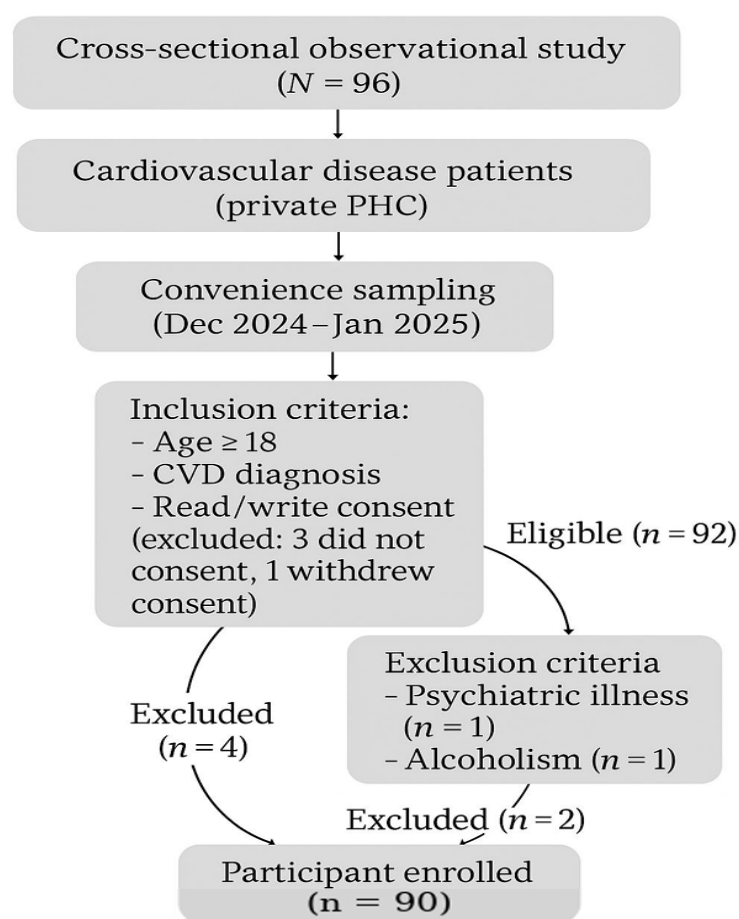 Cross-sectional observational study
(N = 96)
Cardiovascular disease patients
(private PHC)
Convenience sampling
(Dec 2024–Jan 2025)
Inclusion criteria:
- Age ≥ 18
- CVD diagnosis
- Read/write consent
(excluded: 3 did not
consent, 1 withdrew
consent)
Eligible (n = 92)
Exclusion criteria
- Psychiatric illness
(n = 1)
- Alcoholism (n = 1)
Excluded
(n = 4)
Excluded (n = 2)
Participant enrolled
(n = 90)